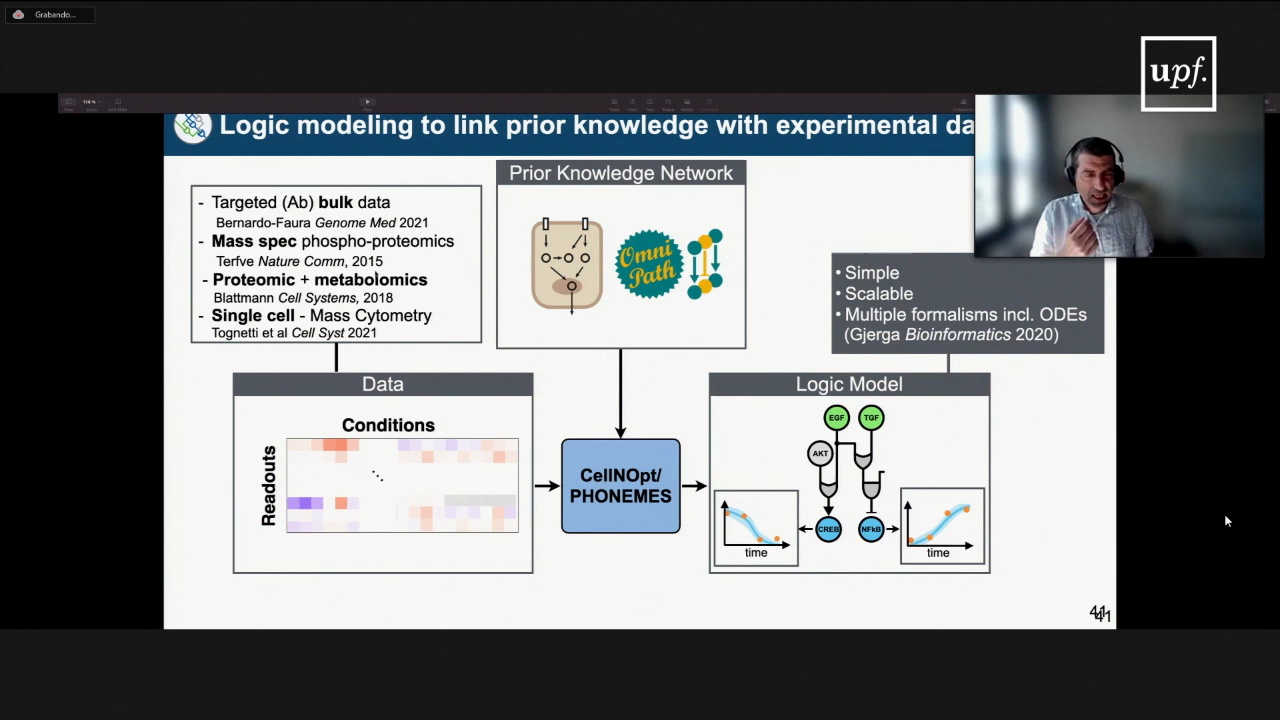 Grabando...
upf.
128 %
Logic modeling to link prior knowledge with experimental da
- Targeted (Ab) bulk data
Bernardo-Faura Genome Med 2021
- Mass spec phospho-proteomics
Terfve Nature Comm, 2015
- Proteomic + metabolomics
Blattmann Cell Systems, 2018
- Single cell - Mass Cytometry
Tognetti et al Cell Syst 2021
Prior Knowledge Network
Omni
Path
• Simple
• Scalable
• Multiple formalisms incl. ODEs
(Gjerga Bioinformatics 2020)
Data
Conditions
Readouts
CellNOpt/
PHONEMES
Logic Model
EGF
TGF
AKT
CREB
NFkB
time
time
41